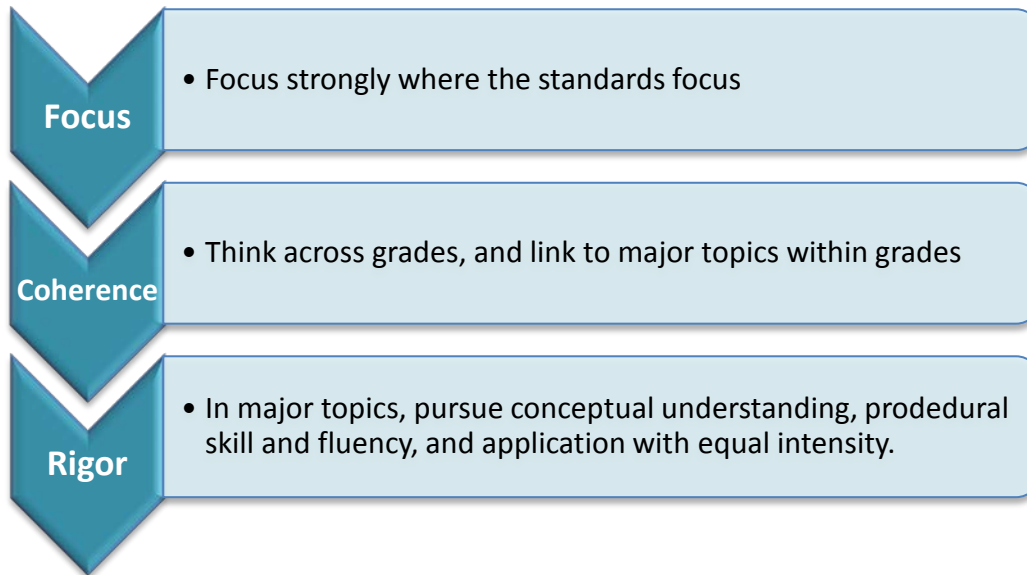 Focus
• Focus strongly where the standards focus
Coherence
• Think across grades, and link to major topics within grades
Rigor
• In major topics, pursue conceptual understanding, prodedural
skill and fluency, and application with equal intensity.